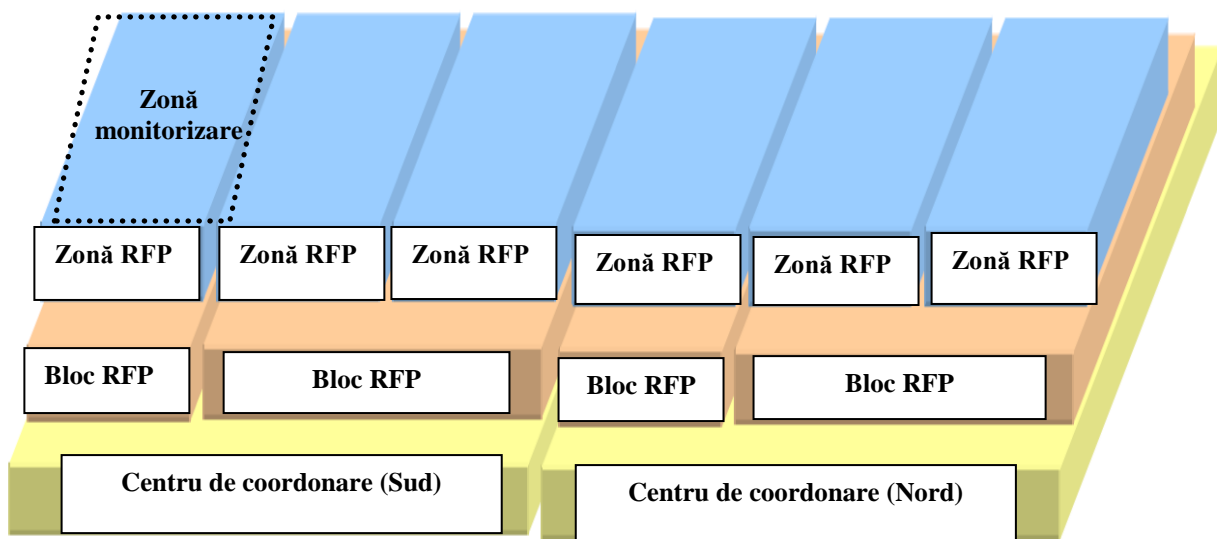 Zonă
monitorizare
Zonă RFP
Zonă RFP
Zonă RFP
Zonă RFP
Zonă RFP
Zonă RFP
Bloc RFP
Bloc RFP
Bloc RFP
Bloc RFP
Centru de coordonare (Sud)
Centru de coordonare (Nord)